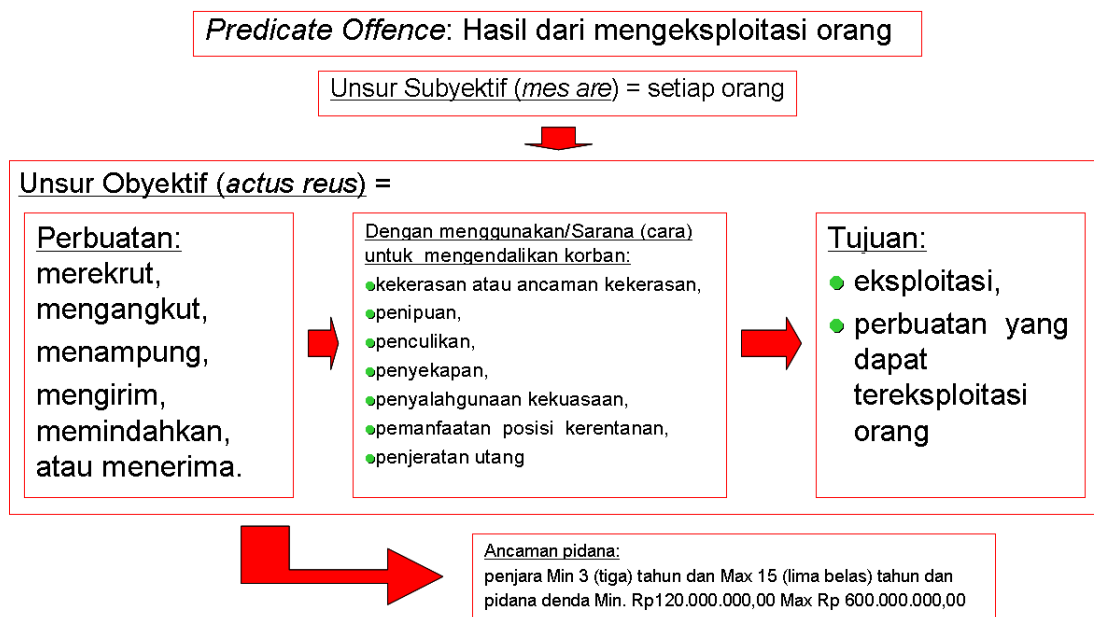 Predicate Offence: Hasil dari mengeksploitasi orang
Unsur Subyektif (mes are) = setiap orang
Unsur Obyektif (actus reus) =
Perbuatan:
merekrut,
mengangkut,
menampung,
mengirim,
memindahkan,
atau menerima.
Dengan menggunakan/Sarana (cara)
untuk mengendalikan korban:
●kekerasan atau ancaman kekerasan,
●penipuan,
●penculikan,
●penyekapan,
●penyalahgunaan kekuasaan,
●pemanfaatan posisi kerentanan,
●penjeratan utang
Tujuan:
● eksploitasi,
● perbuatan yang
dapat
tereksploitasi
orang
Ancaman pidana:
penjara Min 3 (tiga) tahun dan Max 15 (lima belas) tahun dan
pidana denda Min. Rp120.000.000,00 Max Rp 600.000.000,00